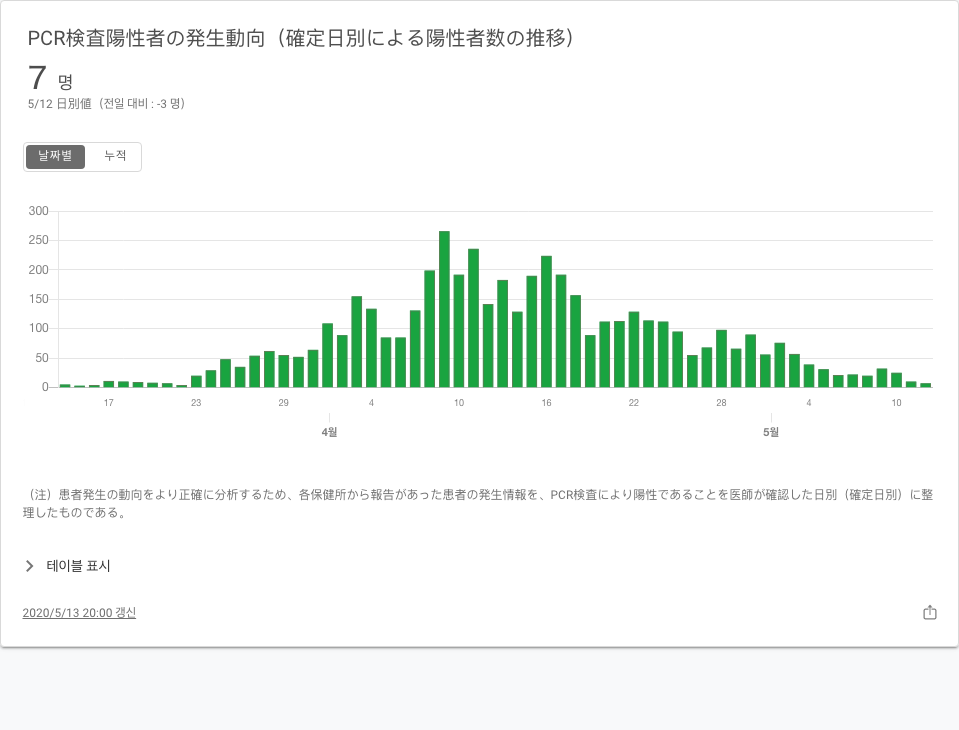 PCR検査陽性者の発生動向（確定日別による陽性者数の推移）
7 명
5/12 日別値（전일 대비 : -3 명）
날짜별 누적
300
250
200
150
100
50
0
17 23 29 4 10 16 22 28 4 10
4월 5월
（注）患者発生の動向をより正確に分析するため、各保健所から報告があった患者の発生情報を、PCR検査により陽性であることを医師が確認した日別（確定日別）に整
理したものである。
테이블 표시
2020/5/13 20:00 갱신